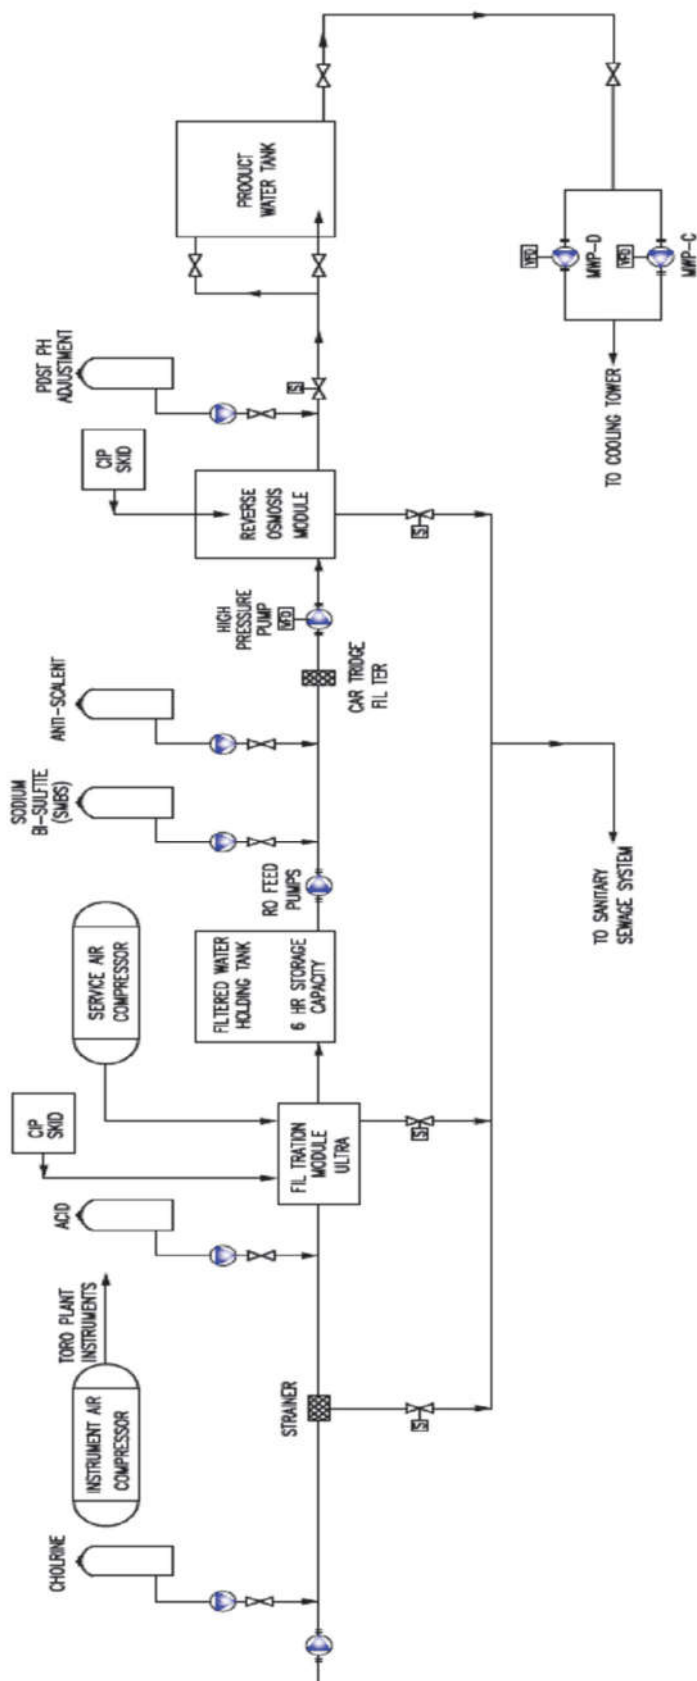 CHOLRINE
INSTRUMENT AIR
COMPRESSOR
TORO PLANT
INSTRUMENTS
STRAINER
S
ACID
CIP
SKID
FIL TRATION
MODULE
ULTRA
S
SERVICE AIR
COMPRESSOR
FILTERED WATER
HOLDING TANK
6 HR STORAGE
CAPACITY
RO FEED
PUMPS
SODIUM
BI-SULFITE
(SMBS)
ANTI-SCALENT
CAR TRIDGE
FIL TER
HIGH
PRESSURE
PUMP
VFD
CIP
SKID
REVERSE
OSMOSIS
MODULE
S
POST PH
ADJUSTMENT
S
PRODUCT
WATER TANK
VFD
MWP-D
VFD
MWP-C
TO COOLING TOWER
TO SANITARY
SEWAGE SYSTEM